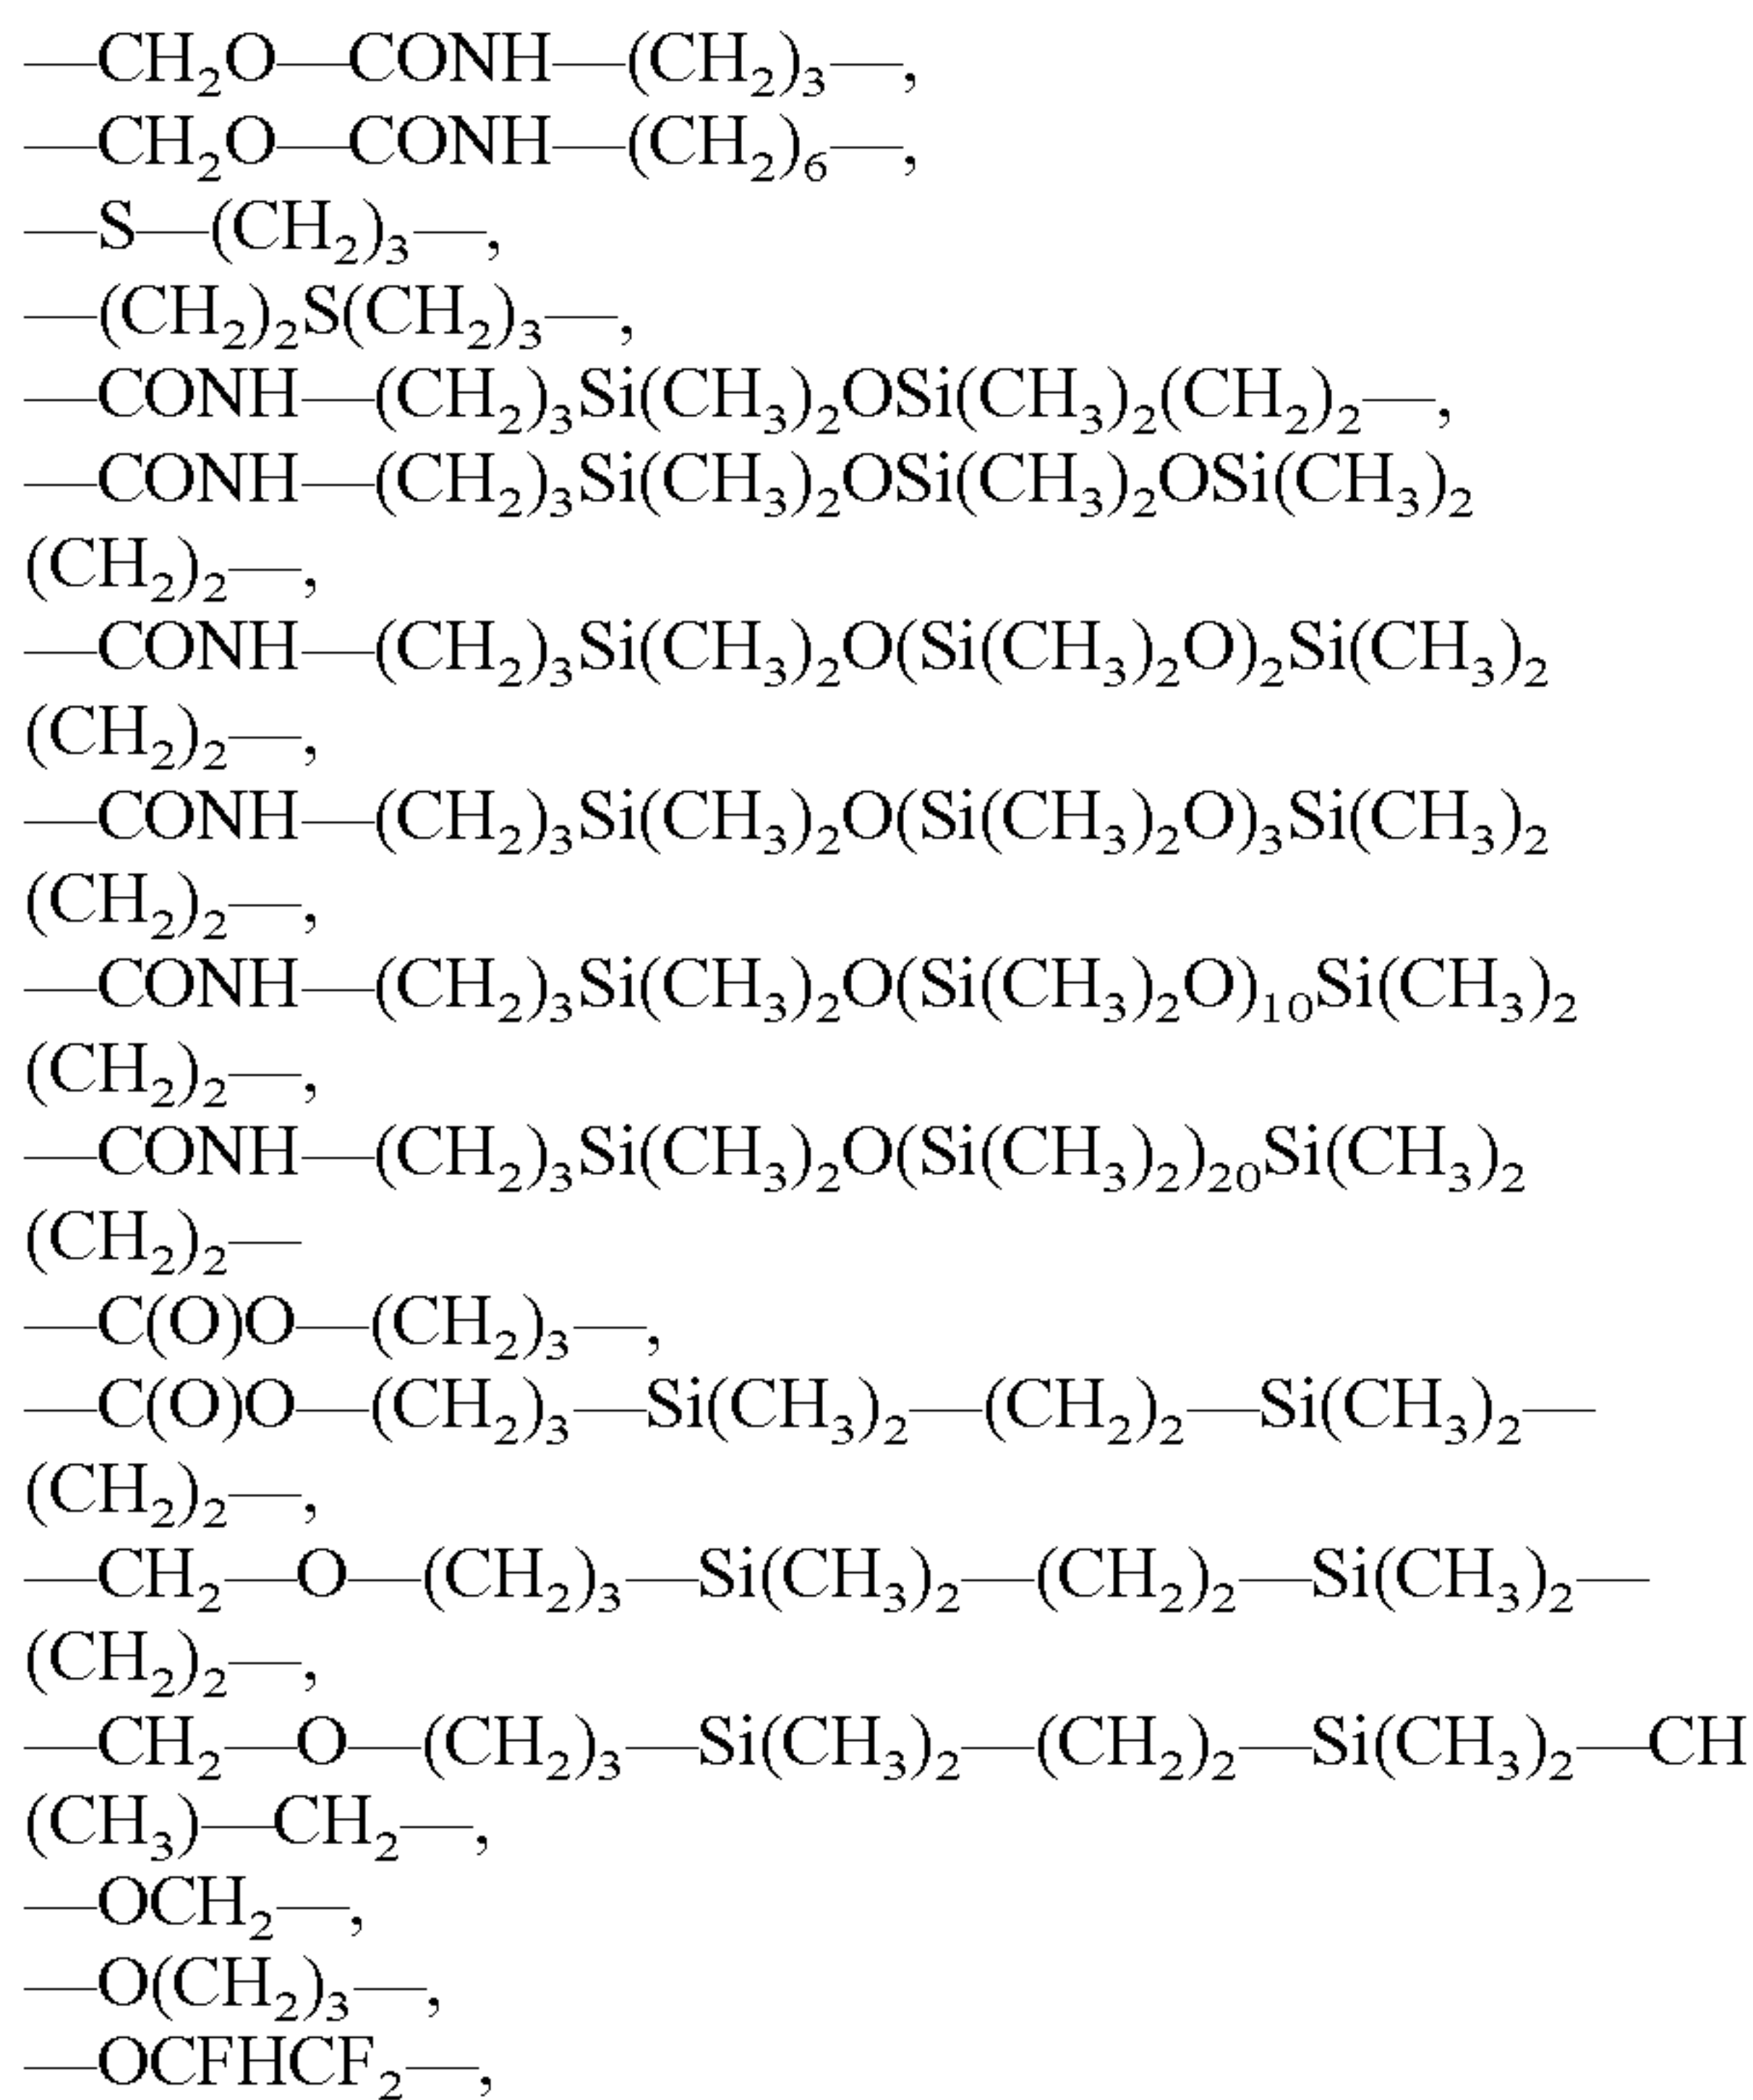 —CH₂O—CONH—(CH₂)₃—,
—CH₂O—CONH—(CH₂)₆—,
—S—(CH₂)₃—,
—(CH₂)₂S(CH₂)₃—,
—CONH—(CH₂)₃Si(CH₃)₂OSi(CH₃)₂(CH₂)₂—,
—CONH—(CH₂)₃Si(CH₃)₂OSi(CH₃)₂OSi(CH₃)₂
(CH₂)₂—,
—CONH—(CH₂)₃Si(CH₃)₂O(Si(CH₃)₂O)₂Si(CH₃)₂
(CH₂)₂—,
—CONH—(CH₂)₃Si(CH₃)₂O(Si(CH₃)₂O)₃Si(CH₃)₂
(CH₂)₂—,
—CONH—(CH₂)₃Si(CH₃)₂O(Si(CH₃)₂O)₁₀Si(CH₃)₂
(CH₂)₂—,
—CONH—(CH₂)₃Si(CH₃)₂O(Si(CH₃)₂)₂₀Si(CH₃)₂
(CH₂)₂—
—C(O)O—(CH₂)₃—,
—C(O)O—(CH₂)₃—Si(CH₃)₂—(CH₂)₂—Si(CH₃)₂—
(CH₂)₂—,
—CH₂—O—(CH₂)₃—Si(CH₃)₂—(CH₂)₂—Si(CH₃)₂—
(CH₂)₂—,
—CH₂—O—(CH₂)₃—Si(CH₃)₂—(CH₂)₂—Si(CH₃)₂—CH
(CH₃)—CH₂—,
—OCH₂—,
—O(CH₂)₃—,
—OCFHCF₂—,